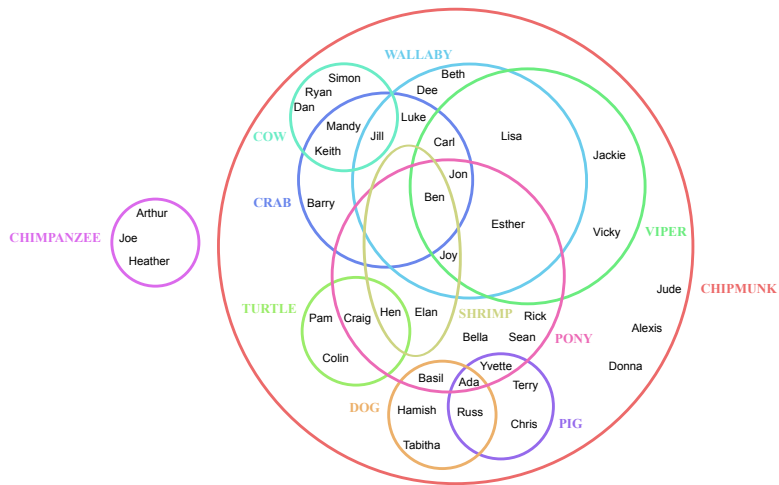 WALLABY
Beth
Simon
Ryan
Dee
Dan
Luke
Mandy
Jill
Lisa
COW
Carl
Keith
Jackie
Jon
Ben
CRAB
Barry
Arthur
Esther
Vicky
VIPER
CHIMPANZEE
Joe
Heather
Joy
Jude
CHIPMUNK
TURTLE
Pam
Craig
Hen
Elan
SHRIMP
Rick
Alexis
Bella
Sean
PONY
Colin
Yvette
Donna
Basil
Ada
Terry
DOG
Hamish
Russ
Chris
PIG
Tabitha